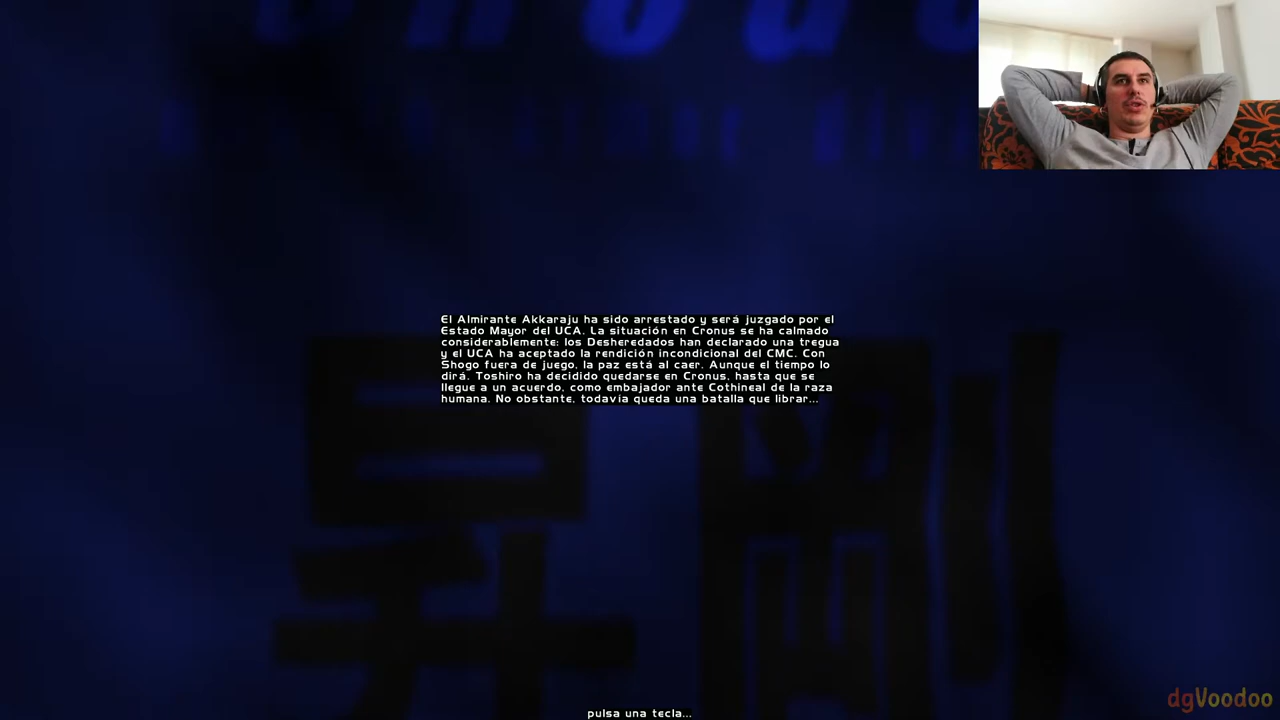 El Almirante Akkaraju ha sido arrestado y será juzgado por el
Estado Mayor del UCA. La situación en Cronus se ha calmado
considerablemente: los Desheredados han declarado una tregua
y el UCA ha aceptado la rendición incondicional del CMC. Con
Shogo fuera de juego, la paz está al caer. Aunque el tiempo lo
dirá. Toshiro ha decidido quedarse en Cronus, hasta que se
llegue a un acuerdo, como embajador ante Cothineal de la raza
humana. No obstante, todavía queda una batalla que librar...
昇 剛
dgVoodoo
pulsa una tecla...